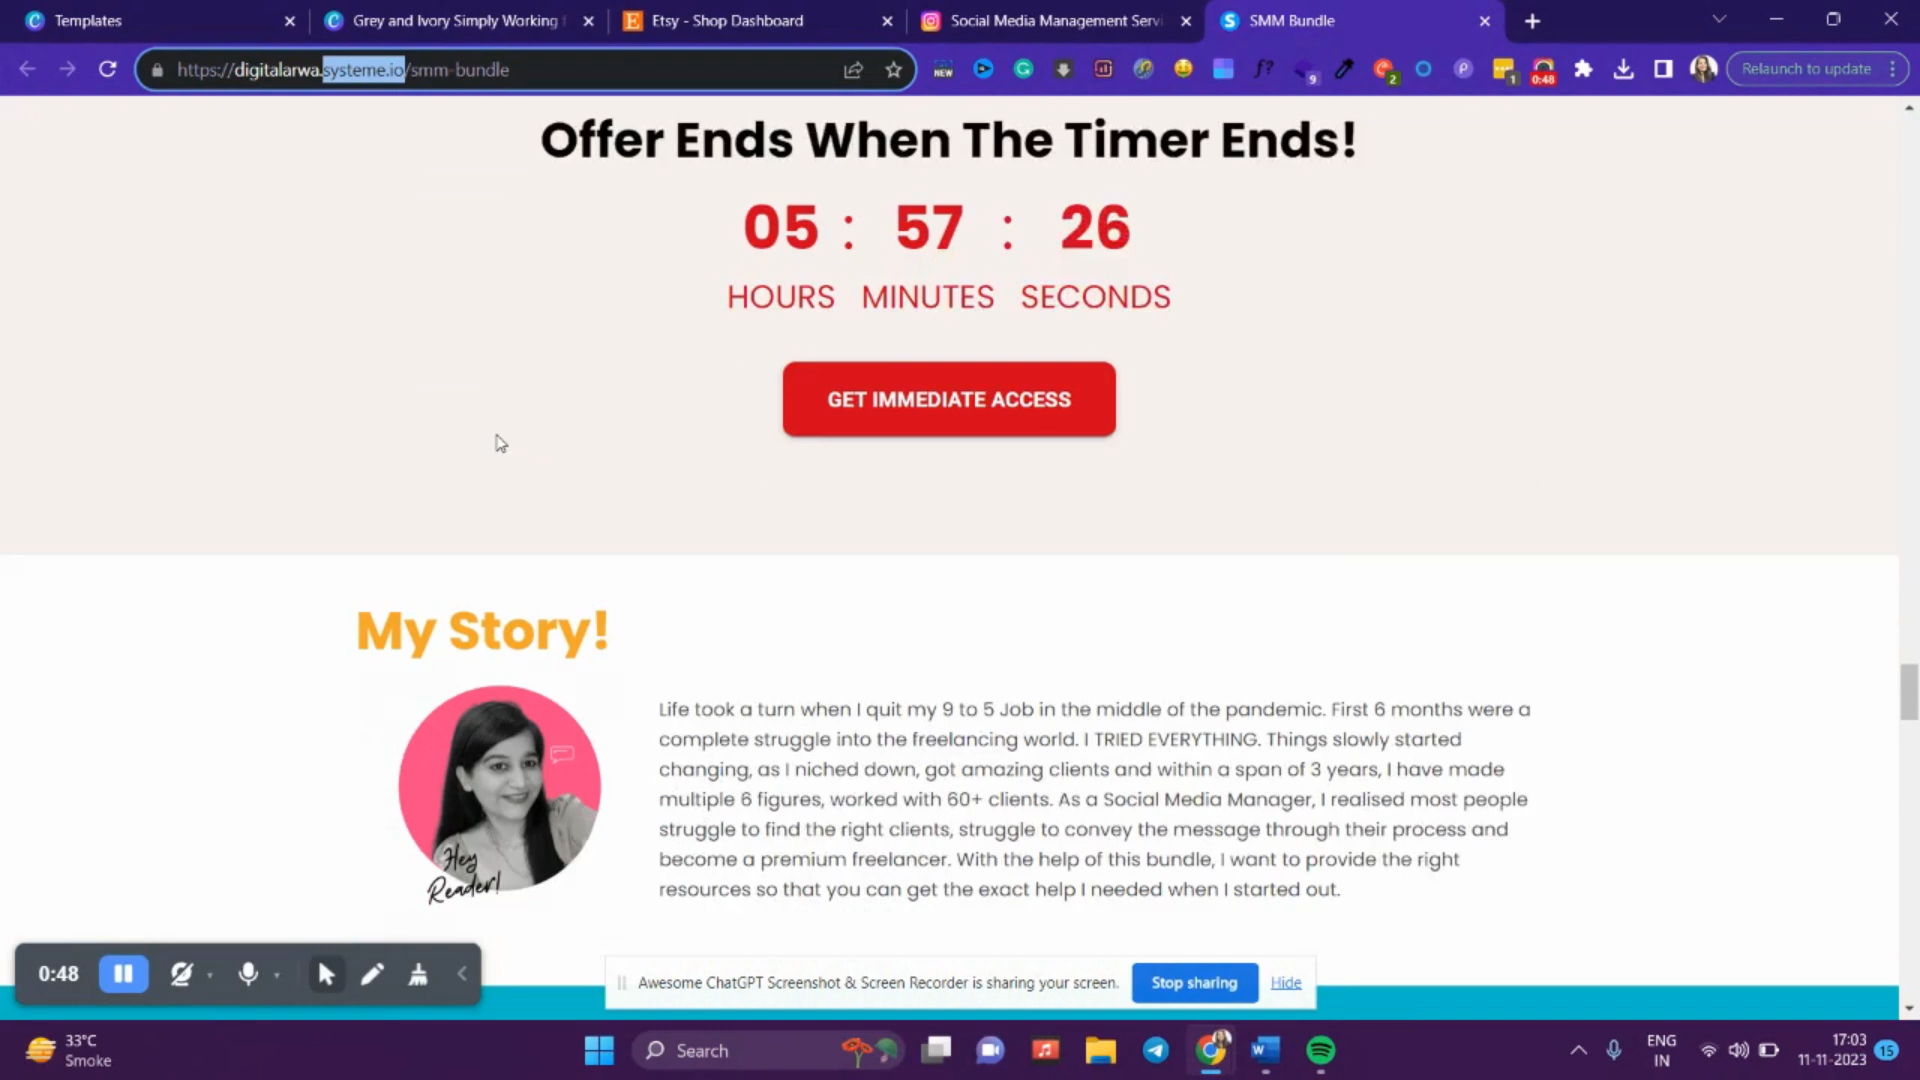 Templates
Grey and Ivory Simply Working f
Etsy - Shop Dashboard
Social Media Management Servi
SMM Bundle
https://digitalarwa.systeme.io/smm-bundle
NEW
f?
9
2
P
1
0:48
Relaunch to update
Offer Ends When The Timer Ends!
05 : 57 : 26
HOURS MINUTES SECONDS
GET IMMEDIATE ACCESS
My Story!
Hey
Reader!
Life took a turn when I quit my 9 to 5 Job in the middle of the pandemic. First 6 months were a
complete struggle into the freelancing world. I TRIED EVERYTHING. Things slowly started
changing, as I niched down, got amazing clients and within a span of 3 years, I have made
multiple 6 figures, worked with 60+ clients. As a Social Media Manager, I realised most people
struggle to find the right clients, struggle to convey the message through their process and
become a premium freelancer. With the help of this bundle, I want to provide the right
resources so that you can get the exact help I needed when I started out.
0:48
Awesome ChatGPT Screenshot & Screen Recorder is sharing your screen.
Stop sharing
Hide
33°C
Smoke
Search
ENG
IN
17:03
11-11-2023
15